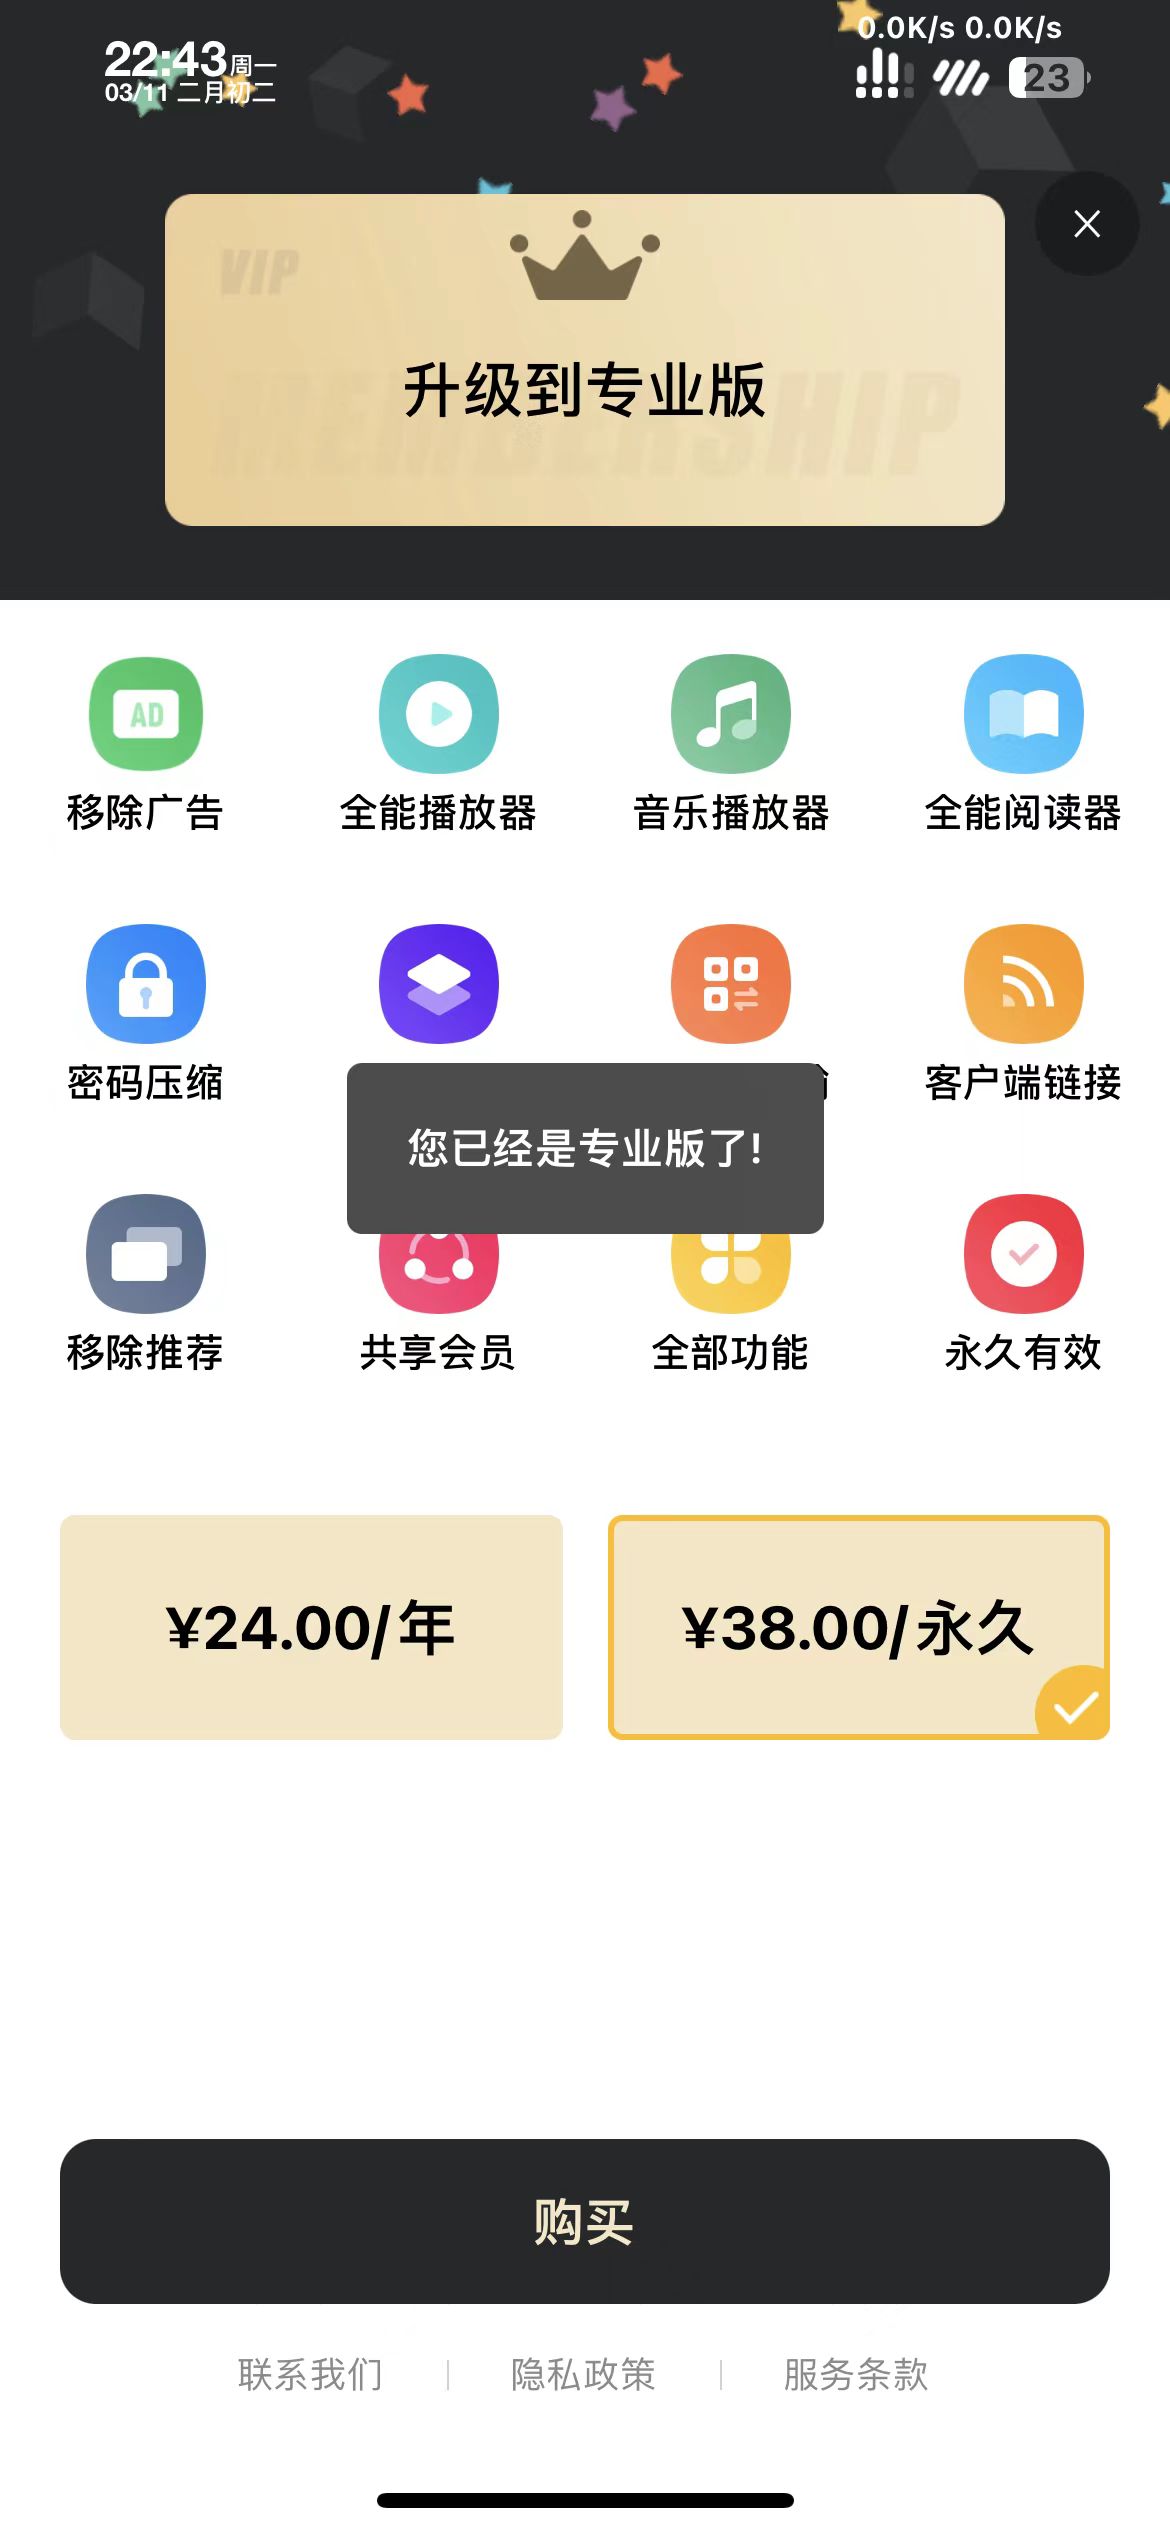 0.0K/s 0.0K/s
22:43周一
03/11 二月初二
23
VIP
升级到专业版
MEMBERSHIP
AD
移除广告
全能播放器
音乐播放器
全能阅读器
密码压缩
客户端链接
您已经是专业版了!
移除推荐
共享会员
全部功能
永久有效
¥24.00/年
¥38.00/永久
购买
联系我们
隐私政策
服务条款